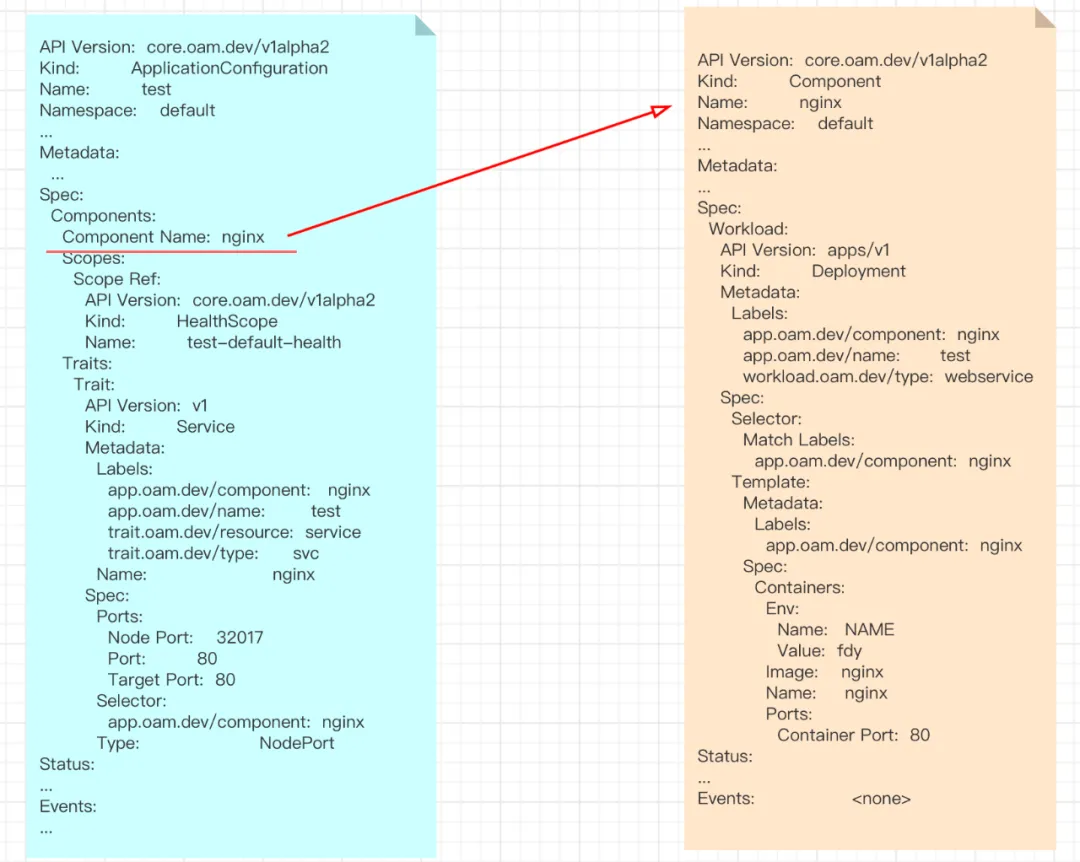 API Version: core.oam.dev/v1alpha2
Kind: ApplicationConfiguration
Name: test
Namespace: default
...
Metadata:
...
Spec:
Components:
Component Name: nginx
Scopes:
Scope Ref:
API Version: core.oam.dev/v1alpha2
Kind: HealthScope
Name: test-default-health
Traits:
Trait:
API Version: v1
Kind: Service
Metadata:
Labels:
app.oam.dev/component: nginx
app.oam.dev/name: test
trait.oam.dev/resource: service
trait.oam.dev/type: svc
Name: nginx
Spec:
Ports:
Node Port: 32017
Port: 80
Target Port: 80
Selector:
app.oam.dev/component: nginx
Type: NodePort
Status:
...
Events:
...
API Version: core.oam.dev/v1alpha2
Kind: Component
Name: nginx
Namespace: default
...
Metadata:
...
Spec:
Workload:
API Version: apps/v1
Kind: Deployment
Metadata:
Labels:
app.oam.dev/component: nginx
app.oam.dev/name: test
workload.oam.dev/type: webservice
Spec:
Selector:
Match Labels:
app.oam.dev/component: nginx
Template:
Metadata:
Labels:
app.oam.dev/component: nginx
Spec:
Containers:
Env:
Name: NAME
Value: fdy
Image: nginx
Name: nginx
Ports:
Container Port: 80
Status:
...
Events: <none>